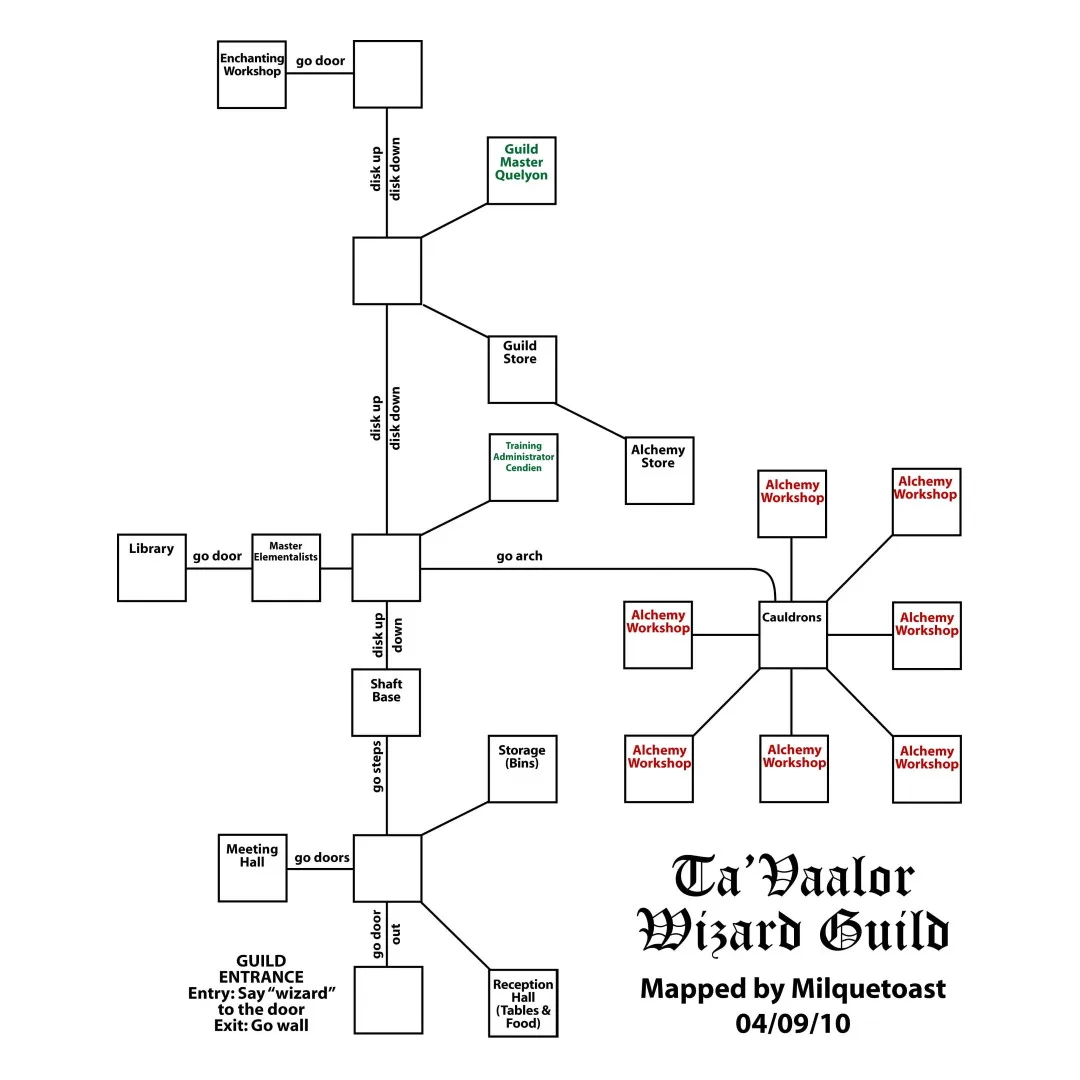 Enchanting
Workshop
go door
disk up
disk down
Guild
Master
Quelyon
Guild
Store
disk up
disk down
Training
Administrator
Cendien
Alchemy
Store
Alchemy
Workshop
Alchemy
Workshop
Library
go door
Master
Elementalists
go arch
disk up
down
Alchemy
Workshop
Cauldrons
Alchemy
Workshop
Shaft
Base
go steps
Storage
(Bins)
Alchemy
Workshop
Alchemy
Workshop
Alchemy
Workshop
Meeting
Hall
go doors
go door
out
GUILD
ENTRANCE
Entry: Say “wizard”
to the door
Exit: Go wall
Reception
Hall
(Tables &
Food)
Ta’Vaalor
Wizard Guild
Mapped by Milquetoast
04/09/10